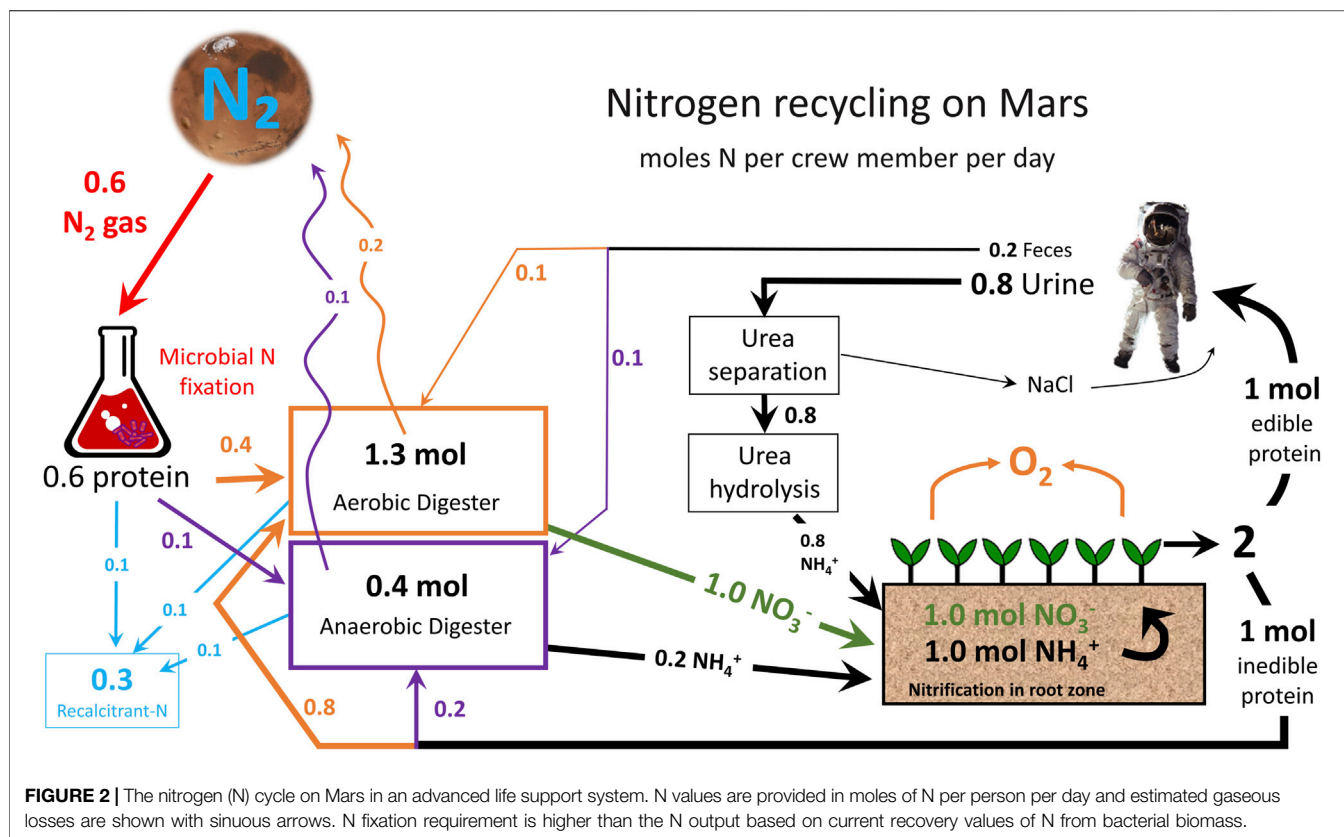 N₂
Nitrogen recycling on Mars
moles N per crew member per day
0.6
N₂ gas
0.2
0.1
0.1
0.2 Feces
0.8 Urine
Urea
separation
NaCl
0.1
Microbial N
fixation
0.8
1 mol
edible
protein
0.4
0.6 protein
1.3 mol
Aerobic Digester
Urea
hydrolysis
O₂
0.1
0.1
0.8
NH₄⁺
2
0.1
0.4 mol
Anaerobic Digester
1.0 NO₃⁻
1.0 mol NO₃⁻
1.0 mol NH₄⁺
Nitrification in root zone
1 mol
inedible
protein
0.1
0.2 NH₄⁺
0.3
Recalcitrant-N
0.8
0.2
FIGURE 2 | The nitrogen (N) cycle on Mars in an advanced life support system. N values are provided in moles of N per person per day and estimated gaseous
losses are shown with sinuous arrows. N fixation requirement is higher than the N output based on current recovery values of N from bacterial biomass.